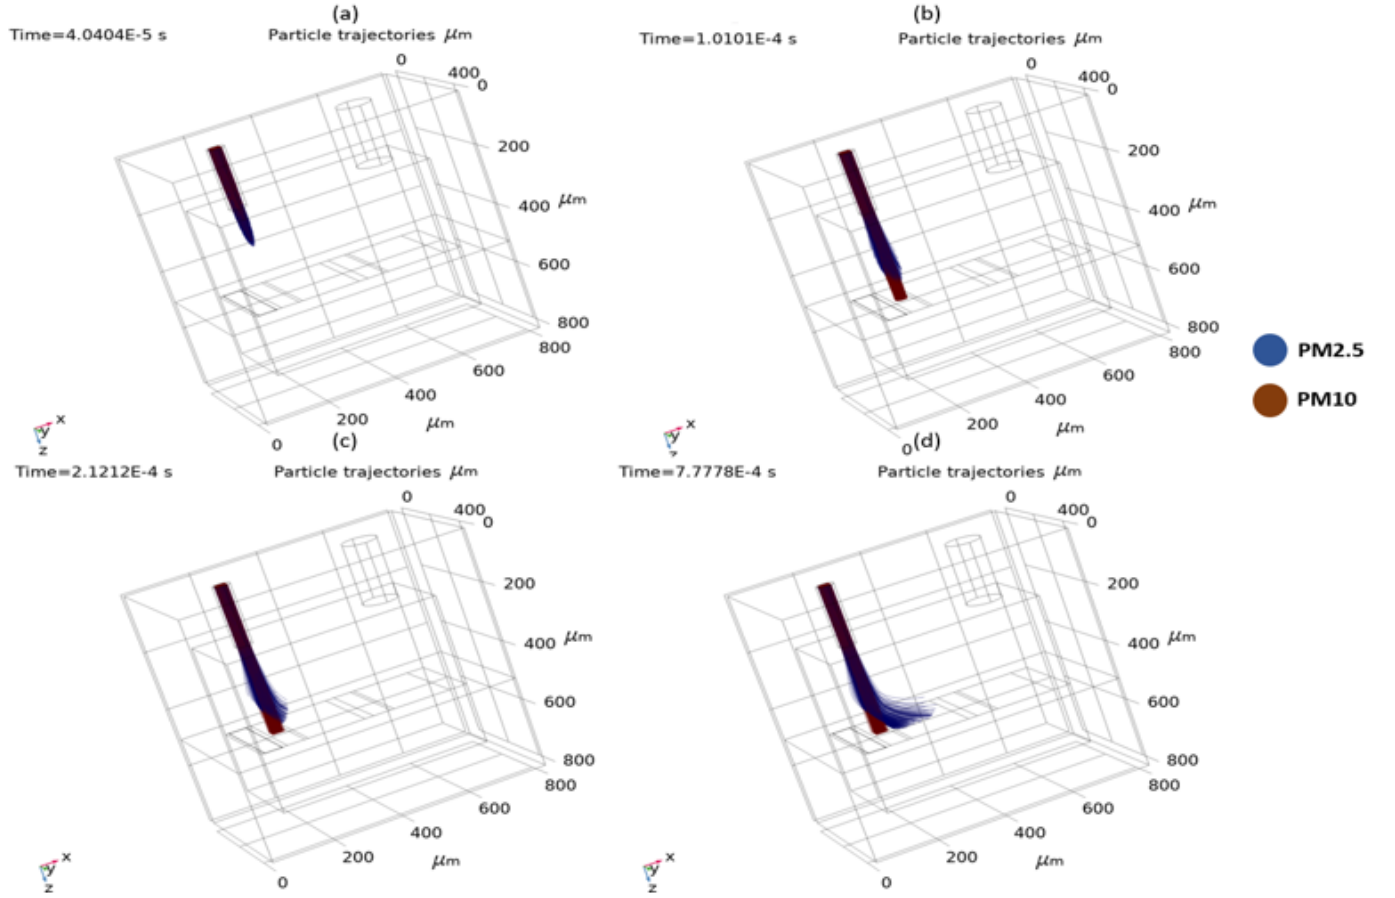 (a)
Time=4.0404E-5 s
Particle trajectories μm
0
400
0
200
400 μm
600
800
800
600
400
200
μm
0
x
y
z
(b)
Time=1.0101E-4 s
Particle trajectories μm
0
400
0
200
400 μm
600
800
800
600
400
200
μm
0
x
y
PM2.5
PM10
(c)
Time=2.1212E-4 s
Particle trajectories μm
0
400
0
200
400 μm
600
800
800
600
400
200
μm
0
x
y
z
(d)
Time=7.7778E-4 s
Particle trajectories μm
0
400
0
200
400 μm
600
800
800
600
400
200
μm
0
x
y
z